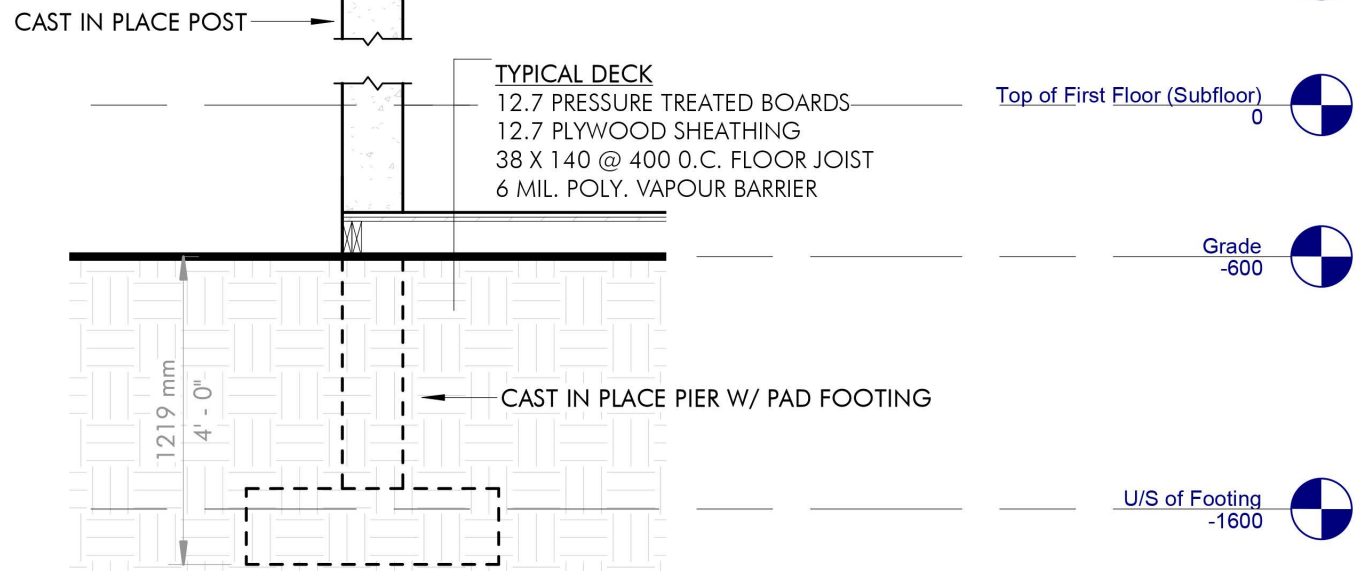 CAST IN PLACE POST
TYPICAL DECK
12.7 PRESSURE TREATED BOARDS
12.7 PLYWOOD SHEATHING
38 X 140 @ 400 0.C. FLOOR JOIST
6 MIL. POLY. VAPOUR BARRIER
Top of First Floor (Subfloor)
0
Grade
-600
1219 mm
4' - 0"
CAST IN PLACE PIER W/ PAD FOOTING
U/S of Footing
-1600